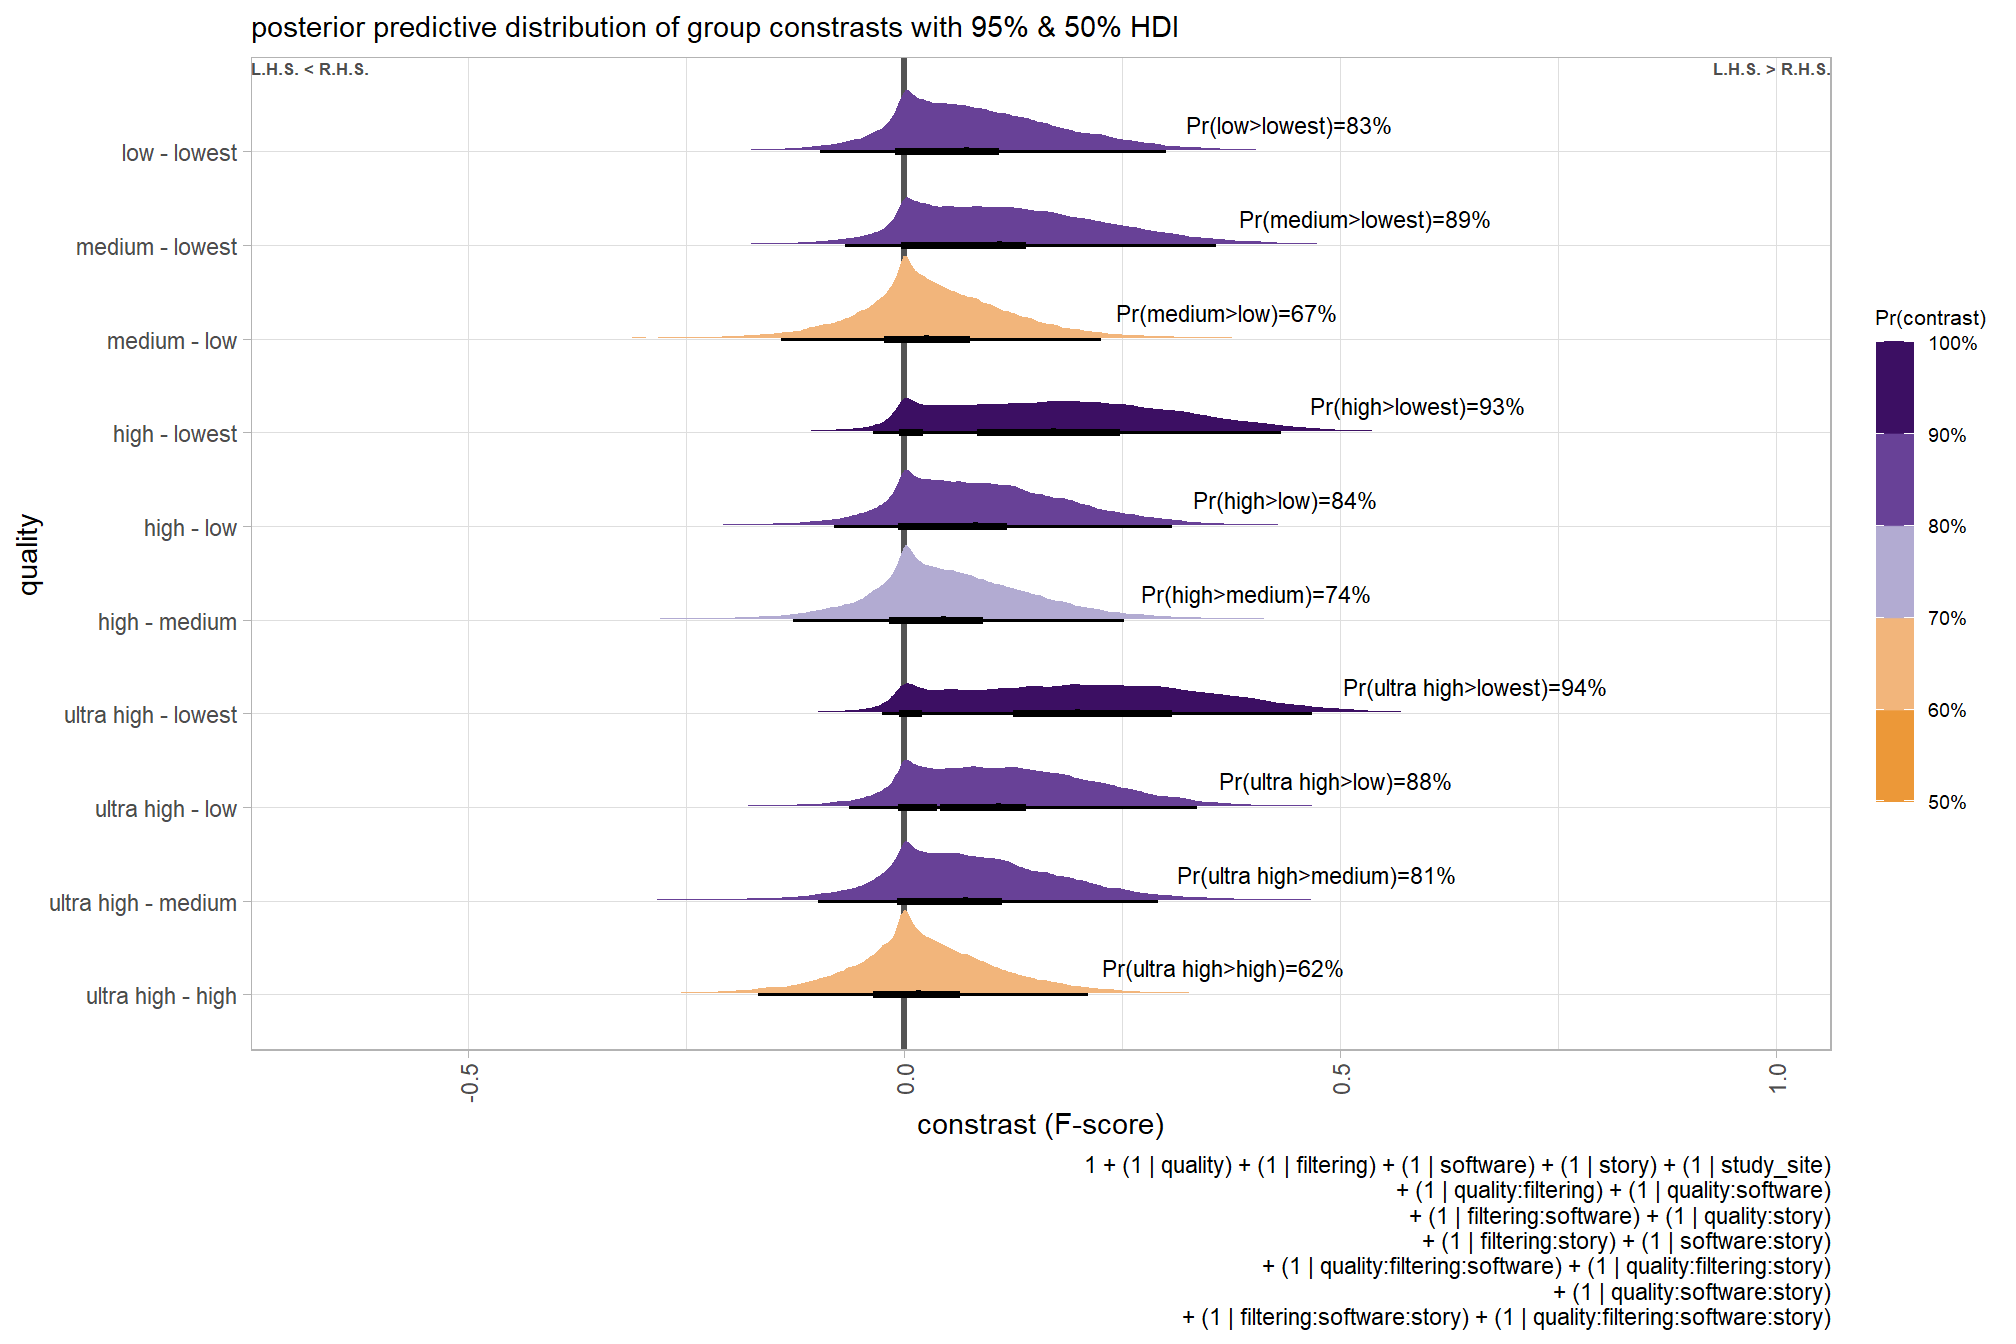 posterior predictive distribution of group constrasts with 95% & 50% HDI
L.H.S. < R.H.S.
L.H.S. > R.H.S.
low - lowest
Pr(low>lowest)=83%
medium - lowest
Pr(medium>lowest)=89%
medium - low
Pr(medium>low)=67%
high - lowest
Pr(high>lowest)=93%
high - low
Pr(high>low)=84%
high - medium
Pr(high>medium)=74%
ultra high - lowest
Pr(ultra high>lowest)=94%
ultra high - low
Pr(ultra high>low)=88%
ultra high - medium
Pr(ultra high>medium)=81%
ultra high - high
Pr(ultra high>high)=62%
quality
-0.5
0.0
0.5
1.0
constrast (F-score)
Pr(contrast)
100%
90%
80%
70%
60%
50%
1 + (1 | quality) + (1 | filtering) + (1 | software) + (1 | story) + (1 | study_site)
+ (1 | quality:filtering) + (1 | quality:software)
+ (1 | filtering:software) + (1 | quality:story)
+ (1 | filtering:story) + (1 | software:story)
+ (1 | quality:filtering:software) + (1 | quality:filtering:story)
+ (1 | quality:software:story)
+ (1 | filtering:software:story) + (1 | quality:filtering:software:story)